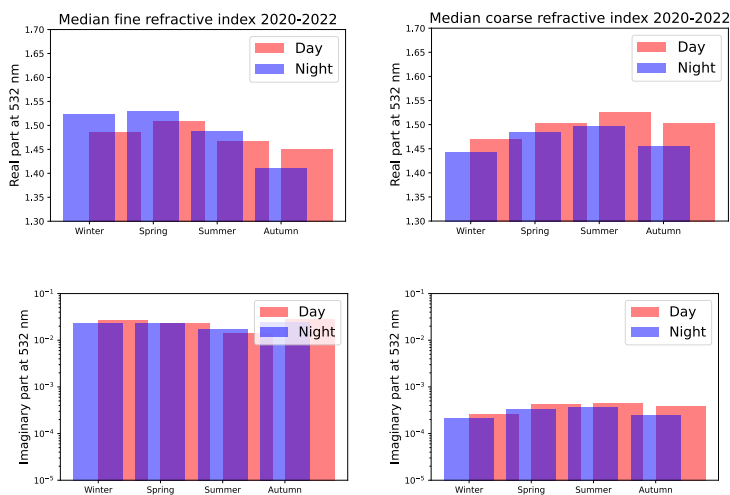 Median fine refractive index 2020-2022
Real part at 532 nm
1.70
1.65
1.60
1.55
1.50
1.45
1.40
1.35
1.30
Day
Night
Winter Spring Summer Autumn
Median coarse refractive index 2020-2022
Real part at 532 nm
1.70
1.65
1.60
1.55
1.50
1.45
1.40
1.35
1.30
Day
Night
Winter Spring Summer Autumn
Imaginary part at 532 nm
10⁻¹
10⁻²
10⁻³
10⁻⁴
10⁻⁵
Day
Night
Winter Spring Summer Autumn
Imaginary part at 532 nm
10⁻¹
10⁻²
10⁻³
10⁻⁴
10⁻⁵
Day
Night
Winter Spring Summer Autumn